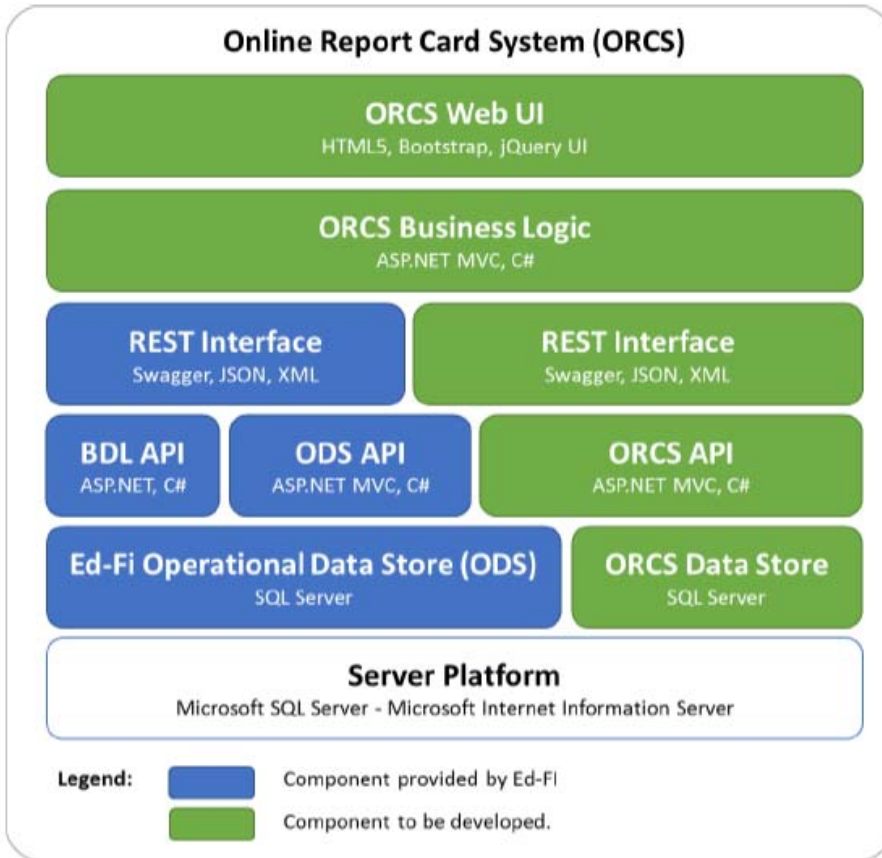 Online Report Card System (ORCS)
ORCS Web UI
HTML5, Bootstrap, jQuery UI
ORCS Business Logic
ASP.NET MVC, C#
REST Interface
Swagger, JSON, XML
REST Interface
Swagger, JSON, XML
BDL API
ASP.NET, C#
ODS API
ASP.NET MVC, C#
ORCS API
ASP.NET MVC, C#
Ed-Fi Operational Data Store (ODS)
SQL Server
ORCS Data Store
SQL Server
Server Platform
Microsoft SQL Server - Microsoft Internet Information Server
Legend:
Component provided by Ed-FI
Component to be developed.